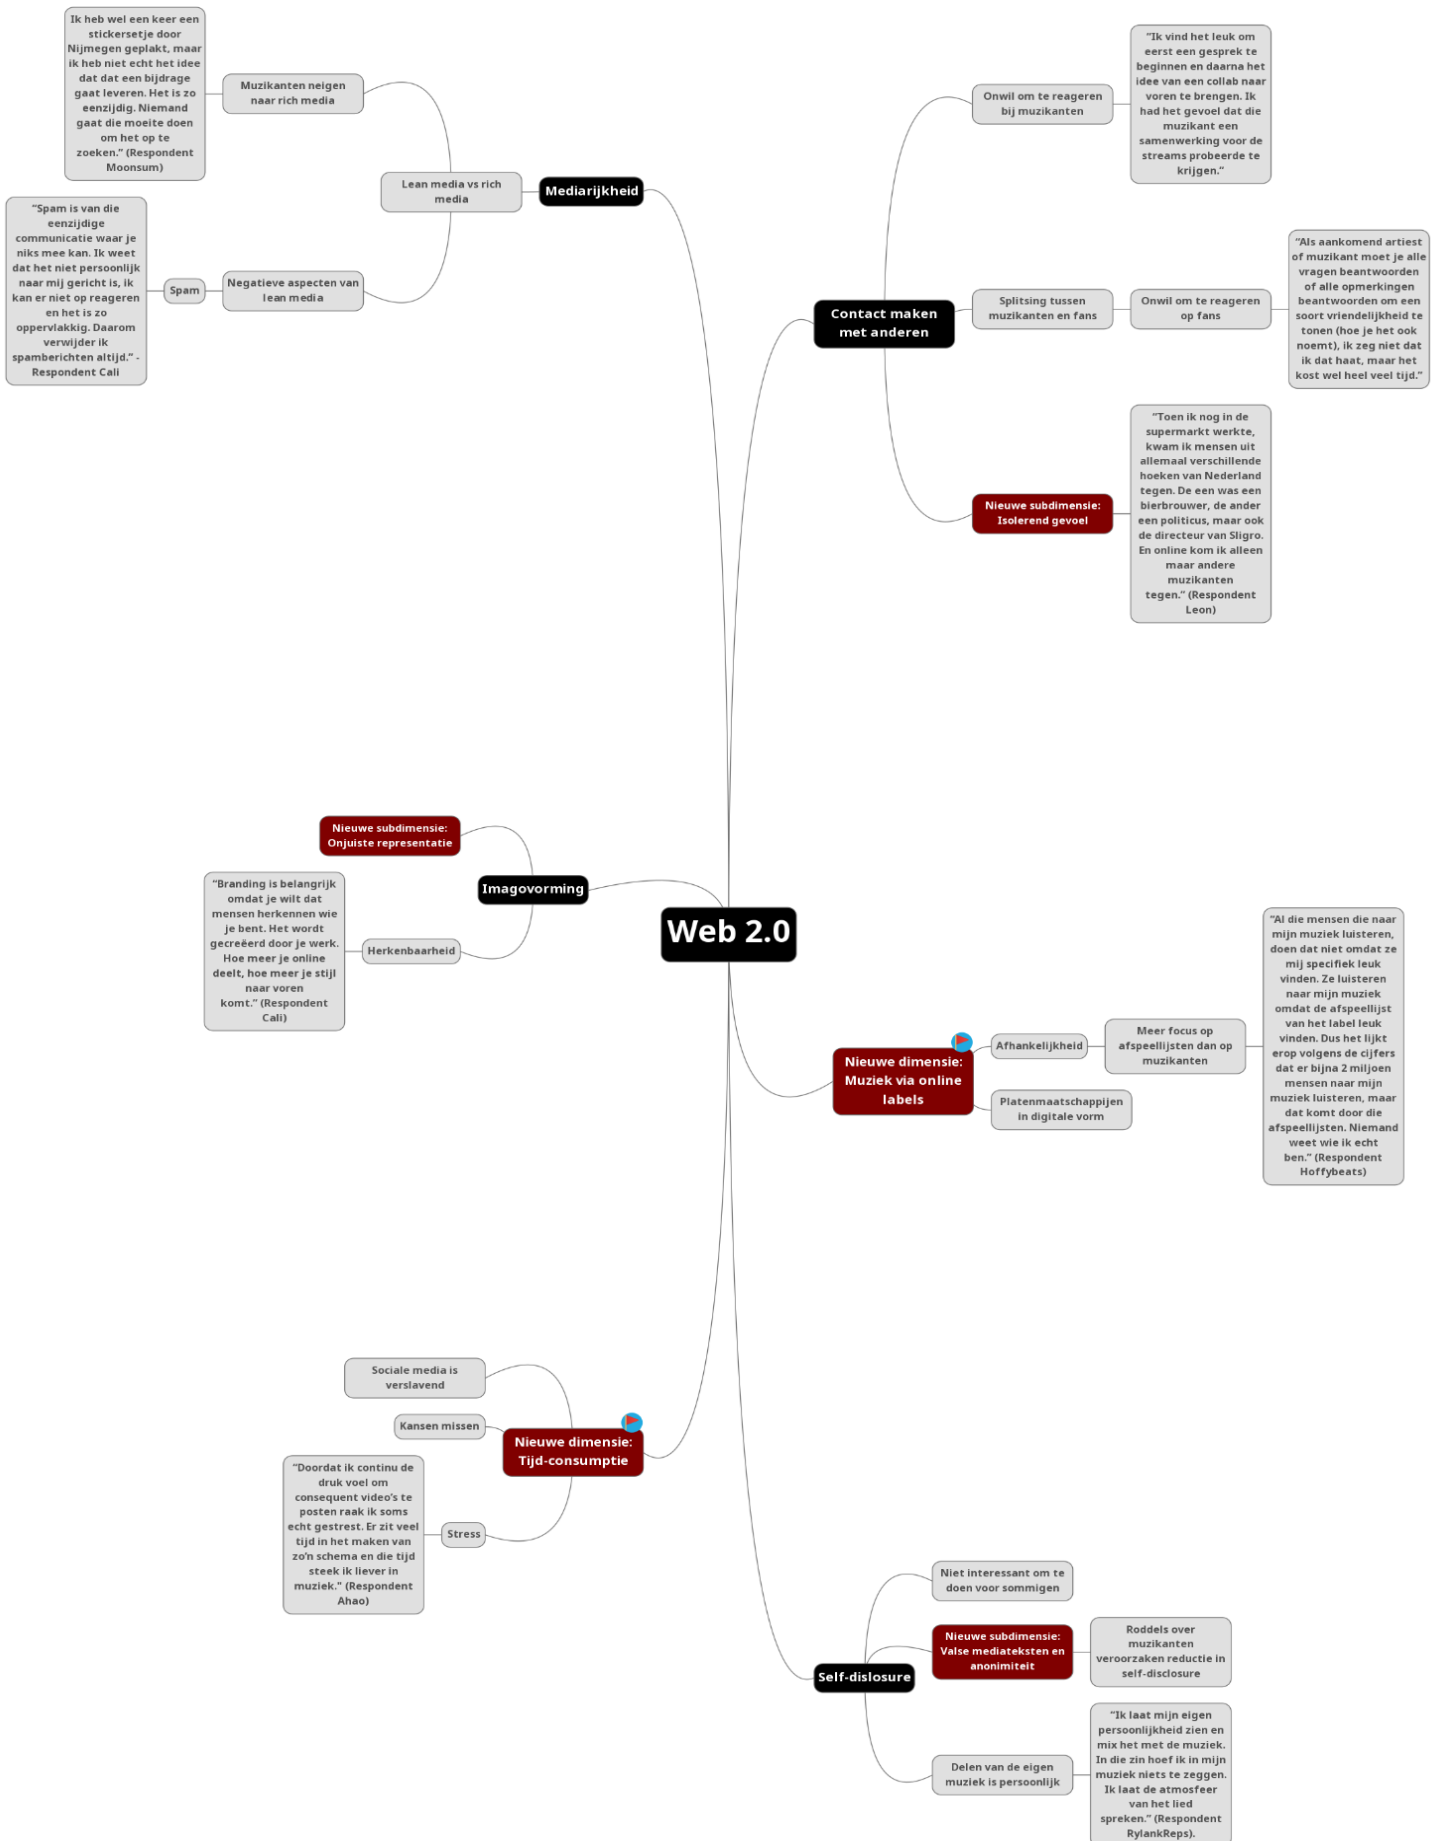 Ik heb wel een keer een
stickersetje door
Nijmegen geplakt, maar
ik heb niet echt het idee
dat dat een bijdrage
gaat leveren. Het is zo
eenzijdig. Niemand
gaat die moeite doen
om het op te
zoeken.” (Respondent
Moonsum)
Muzikanten neigen
naar rich media
Lean media vs rich
media
Mediarijkheid
“Spam is van die
eenzijdige
communicatie waar je
niks mee kan. Ik weet
dat het niet persoonlijk
naar mij gericht is, ik
kan er niet op reageren
en het is zo
oppervlakkig. Daarom
verwijder ik
spamberichten altijd.” -
Respondent Cali
Spam
Negatieve aspecten van
lean media
Onwil om te reageren
bij muzikanten
“Ik vind het leuk om
eerst een gesprek te
beginnen en daarna het
idee van een collab naar
voren te brengen. Ik
had het gevoel dat die
muzikant een
samenwerking voor de
streams probeerde te
krijgen.”
Contact maken
met anderen
Splitsing tussen
muzikanten en fans
Onwil om te reageren
op fans
“Als aankomend artiest
of muzikant moet je alle
vragen beantwoorden
of alle opmerkingen
beantwoorden om een
soort vriendelijkheid te
tonen (hoe je het ook
noemt), ik zeg niet dat
ik dat haat, maar het
kost wel heel veel tijd.”
Nieuwe subdimensie:
Isolerend gevoel
“Toen ik nog in de
supermarkt werkte,
kwam ik mensen uit
allemaal verschillende
hoeken van Nederland
tegen. De een was een
bierbrouwer, de ander
een politicus, maar ook
de directeur van Sligro.
En online kom ik alleen
maar andere
muzikanten
tegen.” (Respondent
Leon)
Nieuwe subdimensie:
Onjuiste representatie
Imagovorming
“Branding is belangrijk
omdat je wilt dat
mensen herkennen wie
je bent. Het wordt
gecreëerd door je werk.
Hoe meer je online
deelt, hoe meer je stijl
naar voren
komt.” (Respondent
Cali)
Herkenbaarheid
Web 2.0
Nieuwe dimensie:
Muziek via online
labels
Afhankelijkheid
Meer focus op
afspeellijsten dan op
muzikanten
“Al die mensen die naar
mijn muziek luisteren,
doen dat niet omdat ze
mij specifiek leuk
vinden. Ze luisteren
naar mijn muziek
omdat de afspeellijst
van het label leuk
vinden. Dus het lijkt
erop volgens de cijfers
dat er bijna 2 miljoen
mensen naar mijn
muziek luisteren, maar
dat komt door die
afspeellijsten. Niemand
weet wie ik echt
ben.” (Respondent
Hoffybeats)
Platenmaatschappijen
in digitale vorm
Sociale media is
verslavend
Kansen missen
Nieuwe dimensie:
Tijd-consumptie
“Doordat ik continu de
druk voel om
consequent video’s te
posten raak ik soms
echt gestrest. Er zit veel
tijd in het maken van
zo’n schema en die tijd
steek ik liever in
muziek.” (Respondent
Ahao)
Stress
Niet interessant om te
doen voor sommigen
Nieuwe subdimensie:
Valse mediateksten en
anonimiteit
Roddels over
muzikanten
veroorzaken reductie in
self-disclosure
Self-dislosure
Delen van de eigen
muziek is persoonlijk
“Ik laat mijn eigen
persoonlijkheid zien en
mix het met de muziek.
In die zin hoef ik in mijn
muziek niets te zeggen.
Ik laat de atmosfeer
van het lied
spreken.” (Respondent
RylankReps).